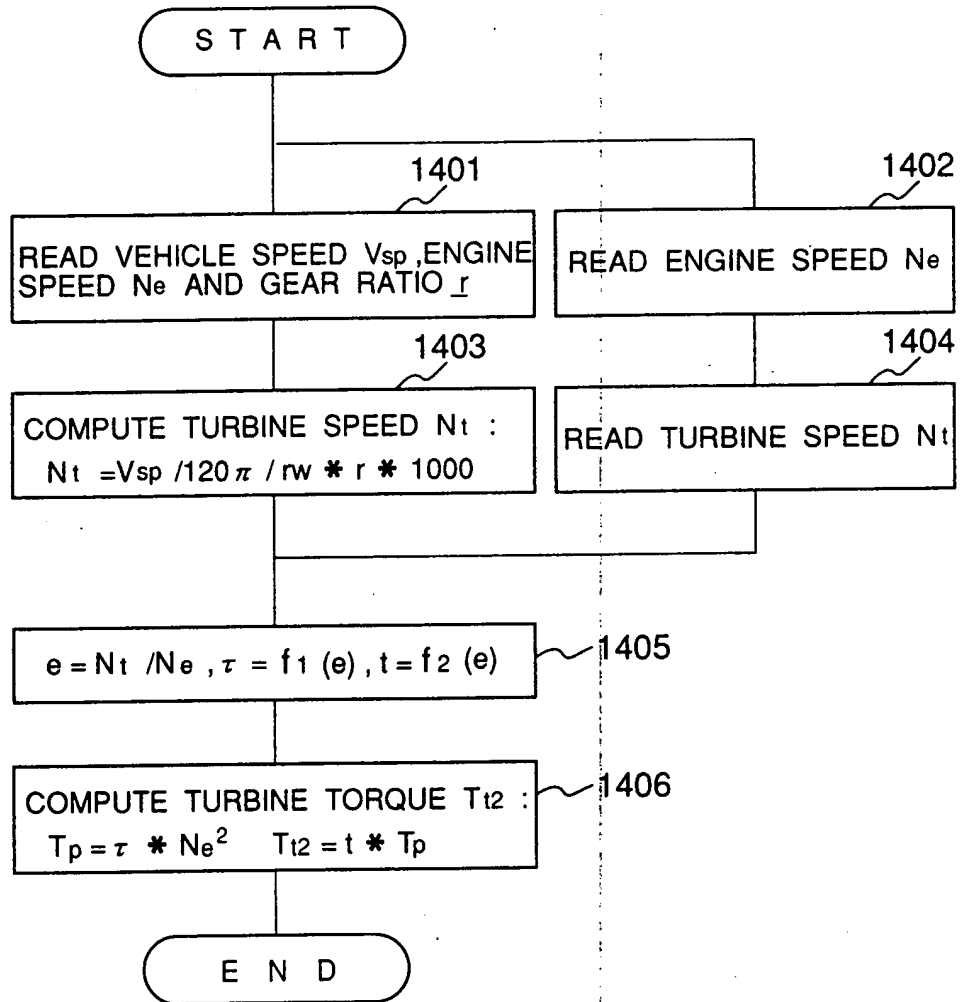 START
1401
READ VEHICLE SPEED Vsp ,ENGINE
SPEED Ne AND GEAR RATIO r
1402
READ ENGINE SPEED Ne
1403
COMPUTE TURBINE SPEED Nt :
Nt =Vsp /120π / rw * r * 1000
1404
READ TURBINE SPEED Nt
e = Nt /Ne , τ = f1 (e) , t = f2 (e)
1405
COMPUTE TURBINE TORQUE Tt2 :
Tp = τ * Ne² Tt2 = t * Tp
1406
END